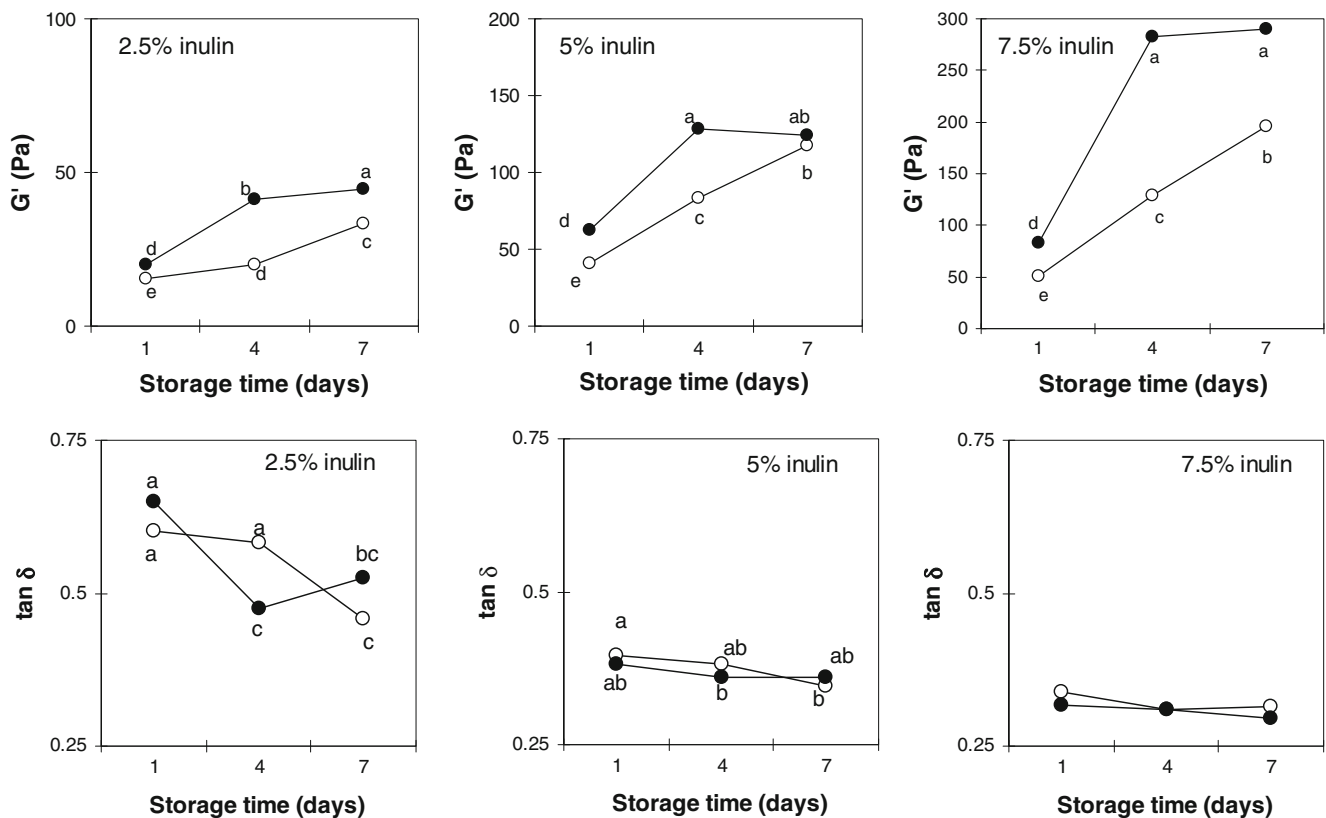 100
2.5% inulin
50
0
G' (Pa)
d
e
b
d
a
c
1 4 7
Storage time (days)
200
5% inulin
150
100
50
0
G' (Pa)
d
e
a
c
ab
b
1 4 7
Storage time (days)
300
7.5% inulin
250
200
150
100
50
0
G' (Pa)
d
e
a
c
a
b
1 4 7
Storage time (days)
0.75
2.5% inulin
0.5
0.25
tan δ
a
a
a
c
bc
c
1 4 7
Storage time (days)
0.75
5% inulin
0.5
0.25
tan δ
a
ab
ab
b
ab
b
1 4 7
Storage time (days)
0.75
7.5% inulin
0.5
0.25
tan δ
1 4 7
Storage time (days)